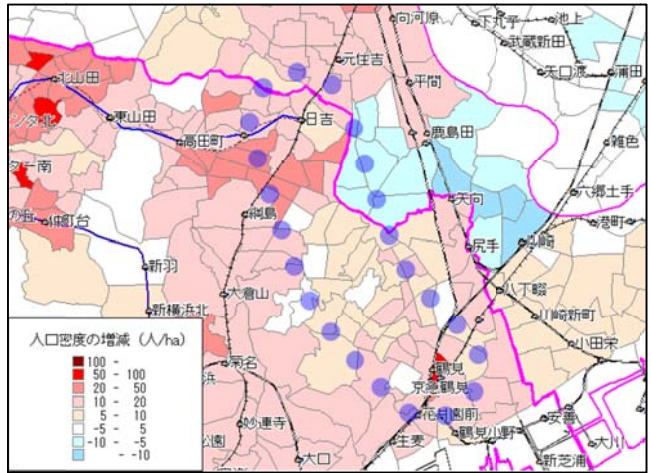 向河原
下丸子
池上
武蔵新田
元住吉
矢口渡
蒲田
北山田
平間
東山田
日吉
鹿島田
ンタ北
高田町
雑色
ター南
矢向
六郷土手
仲町台
綱島
港町
川崎
尻手
新羽
大倉山
八丁畷
新横浜北
川崎新町
小田栄
人口密度の増減（人/ha）
100 -
50 - 100
20 - 50
10 - 20
5 - 10
-5 - 5
-10 - -5
- -10
菊名
浜
鶴見
京急鶴見
花月園前
安善
妙蓮寺
鶴見小野
大川
公園
大口
生麦
新芝浦